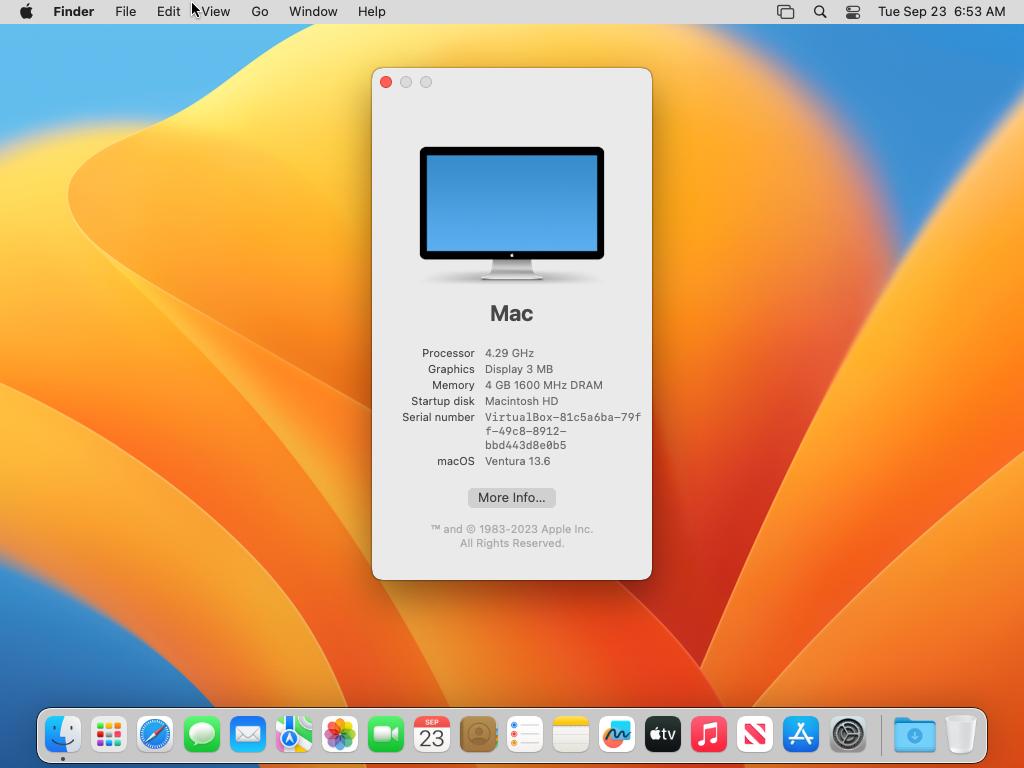 Finder File Edit View Go Window Help Tue Sep 23 6:53 AM
Mac
Processor 4.29 GHz
Graphics Display 3 MB
Memory 4 GB 1600 MHz DRAM
Startup disk Macintosh HD
Serial number VirtualBox-81c5a6ba-79f
f-49c8-8912-
bbd443d8e0b5
macOS Ventura 13.6
More Info...
™ and © 1983-2023 Apple Inc.
All Rights Reserved.
SEP
23
tv